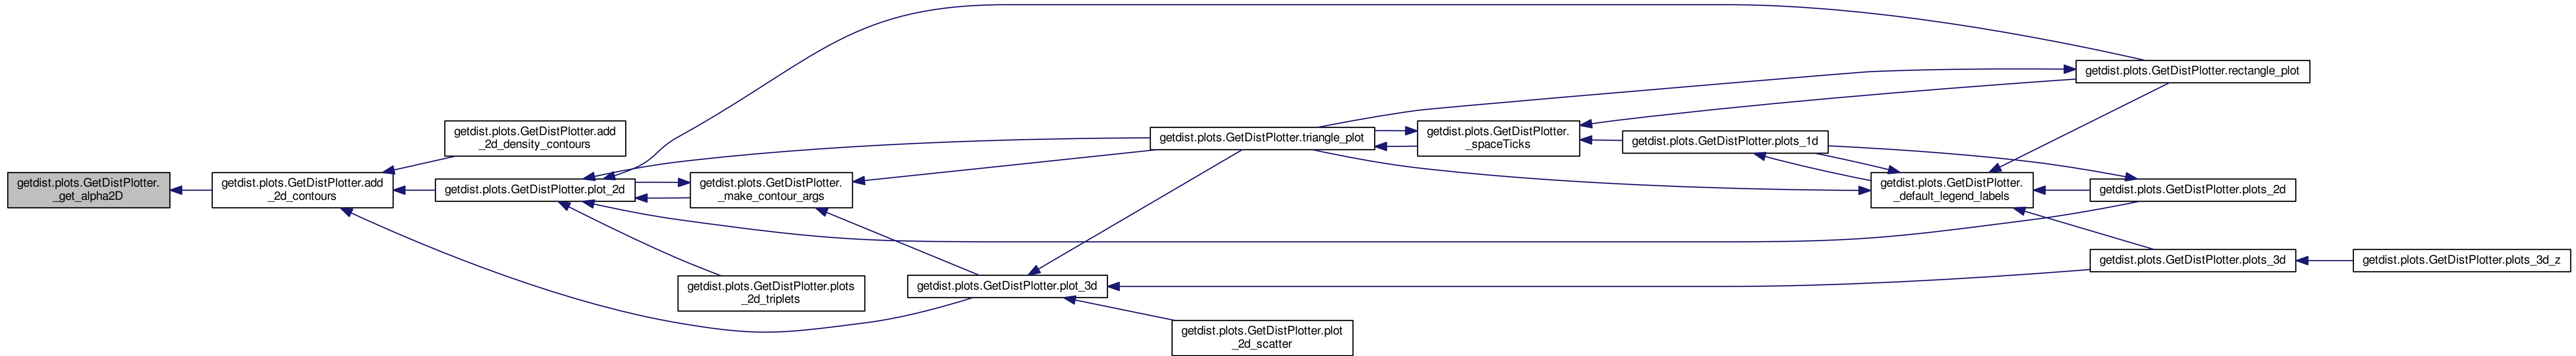 getdist.plots.GetDistPlotter.
_get_alpha2D
getdist.plots.GetDistPlotter.add
_2d_contours
getdist.plots.GetDistPlotter.add
_2d_density_contours
getdist.plots.GetDistPlotter.plot_2d
getdist.plots.GetDistPlotter.
_make_contour_args
getdist.plots.GetDistPlotter.plots
_2d_triplets
getdist.plots.GetDistPlotter.plot_3d
getdist.plots.GetDistPlotter.triangle_plot
getdist.plots.GetDistPlotter.plot
_2d_scatter
getdist.plots.GetDistPlotter.
_spaceTicks
getdist.plots.GetDistPlotter.plots_1d
getdist.plots.GetDistPlotter.
_default_legend_labels
getdist.plots.GetDistPlotter.rectangle_plot
getdist.plots.GetDistPlotter.plots_2d
getdist.plots.GetDistPlotter.plots_3d
getdist.plots.GetDistPlotter.plots_3d_z